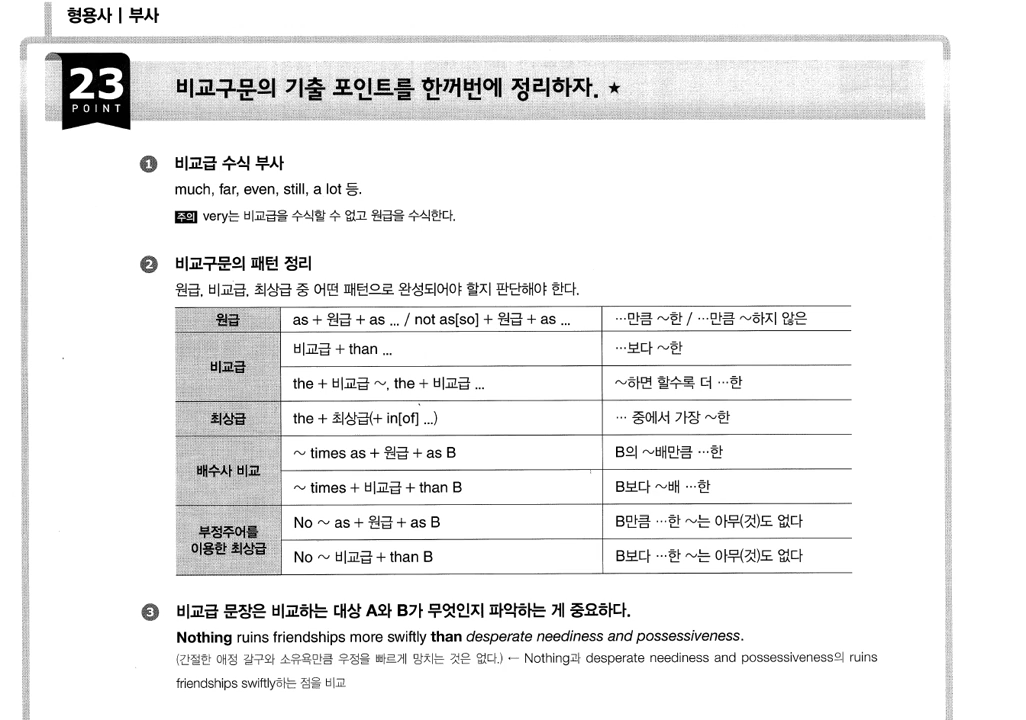 형용사 | 부사
23
POINT
비교구문의 기출 포인트를 한꺼번에 정리하자. ★
1 비교급 수식 부사
much, far, even, still, a lot 등.
주의 very는 비교급을 수식할 수 없고 원급을 수식한다.
2 비교구문의 패턴 정리
원급, 비교급, 최상급 중 어떤 패턴으로 완성되어야 할지 판단해야 한다.
원급 as + 원급 + as ... / not as[so] + 원급 + as ... …만큼 ~한 / …만큼 ~하지 않은
비교급 비교급 + than ... …보다 ~한
the + 비교급 ~, the + 비교급 ... ~하면 할수록 더 …한
최상급 the + 최상급(+ in[of] ...) … 중에서 가장 ~한
배수사 비교 ~ times as + 원급 + as B B의 ~배만큼 …한
~ times + 비교급 + than B B보다 ~배 …한
부정주어를
이용한 최상급
No ~ as + 원급 + as B B만큼 …한 ~는 아무(것)도 없다
No ~ 비교급 + than B B보다 …한 ~는 아무(것)도 없다
3 비교급 문장은 비교하는 대상 A와 B가 무엇인지 파악하는 게 중요하다.
Nothing ruins friendships more swiftly than desperate neediness and possessiveness.
(간절한 애정 갈구와 소유욕만큼 우정을 빠르게 망치는 것은 없다.) ← Nothing과 desperate neediness and possessiveness의 ruins
friendships swiftly하는 점을 비교